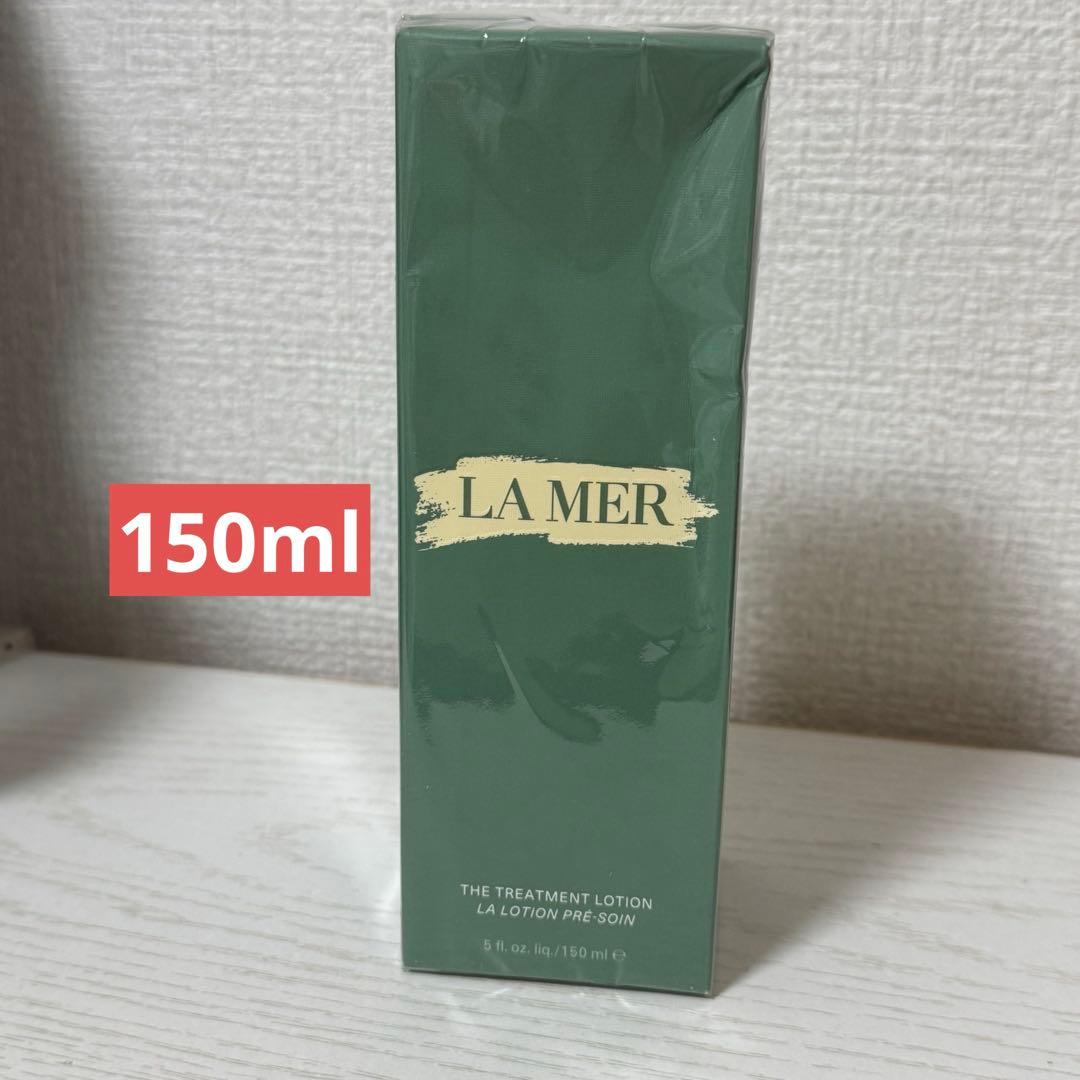 LA MER
150ml
THE TREATMENT LOTION
LA LOTION PRÉ-SOIN
5 fl. oz. liq./150 ml ℮